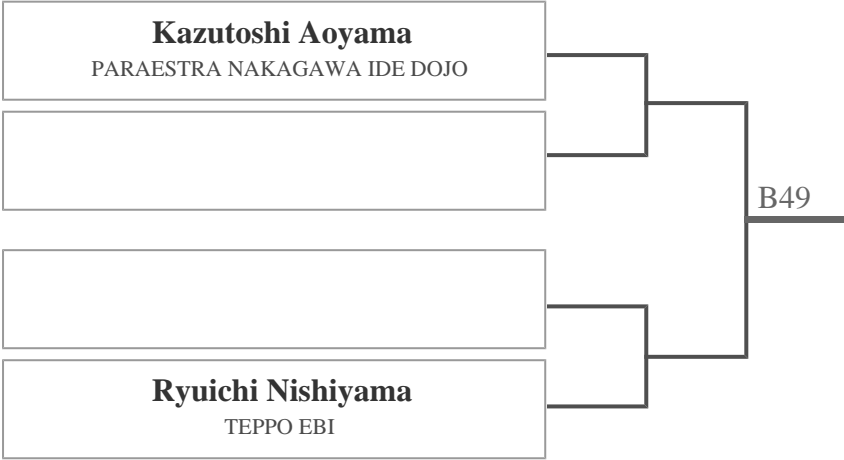 Kazutoshi Aoyama
PARAESTRA NAKAGAWA IDE DOJO
B49
Ryuichi Nishiyama
TEPPO EBI